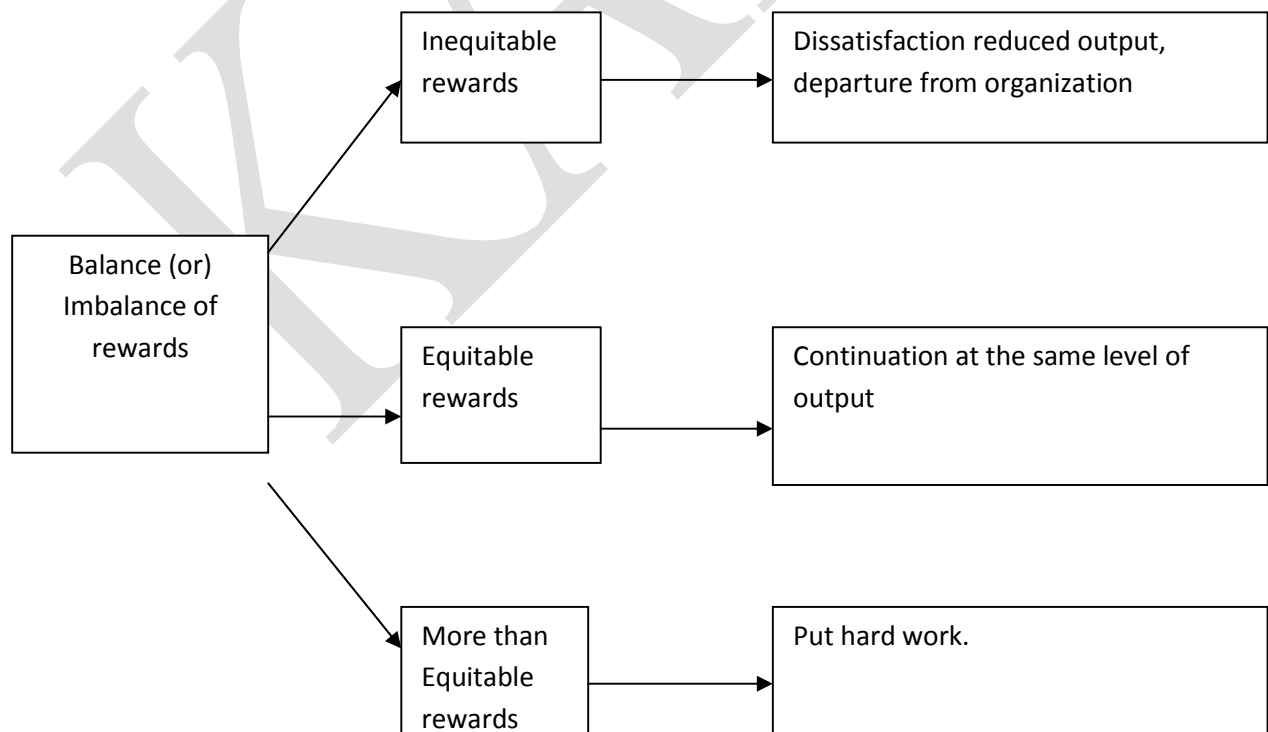 Inequitable
rewards
Dissatisfaction reduced output,
departure from organization
Balance (or)
Imbalance of
rewards
Equitable
rewards
Continuation at the same level of
output
More than
Equitable
rewards
Put hard work.